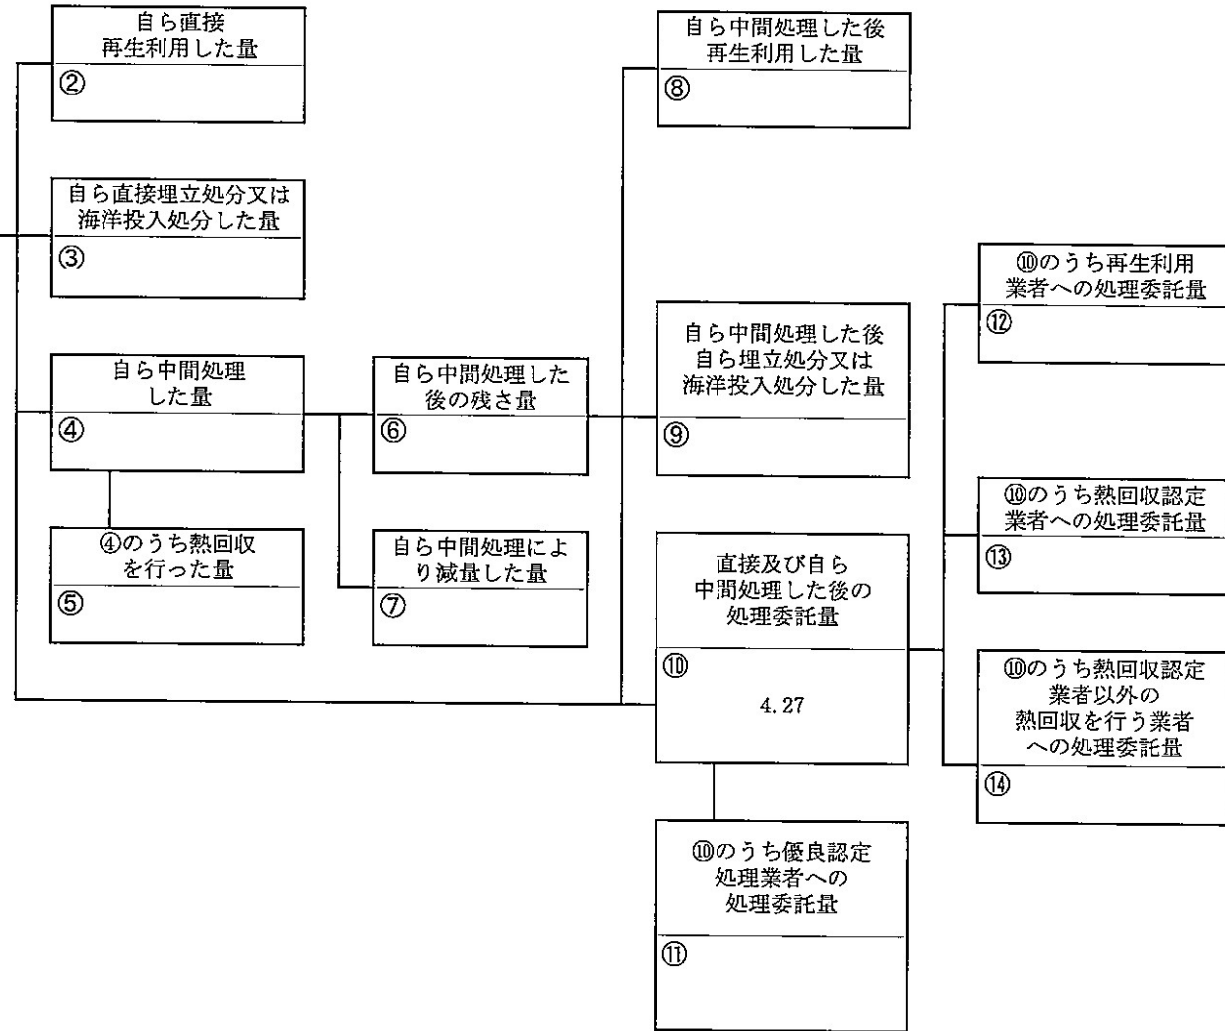 自ら直接
再生利用した量
②
自ら直接埋立処分又は
海洋投入処分した量
③
自ら中間処理
した量
④
④のうち熱回収
を行った量
⑤
自ら中間処理した
後の残さ量
⑥
自ら中間処理によ
り減量した量
⑦
自ら中間処理した後
再生利用した量
⑧
自ら中間処理した後
自ら埋立処分又は
海洋投入処分した量
⑨
直接及び自ら
中間処理した後の
処理委託量
⑩
4.27
⑩のうち優良認定
処理業者への
処理委託量
⑪
⑩のうち再生利用
業者への処理委託量
⑫
⑩のうち熱回収認定
業者への処理委託量
⑬
⑩のうち熱回収認定
業者以外の
熱回収を行う業者
への処理委託量
⑭